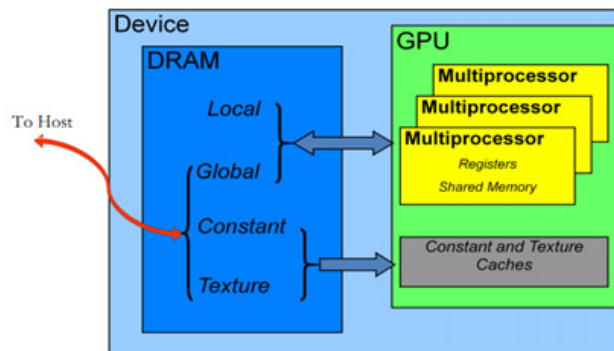 Device
GPU
DRAM
Multiprocessor
Multiprocessor
Multiprocessor
Registers
Shared Memory
Local
To Host
Global
Constant
Texture
Constant and Texture
Caches